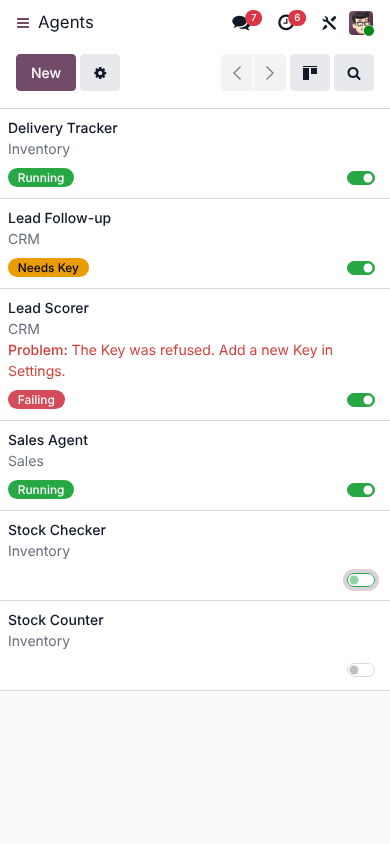 Agents
7
6
New
Delivery Tracker
Inventory
Running
Lead Follow-up
CRM
Needs Key
Lead Scorer
CRM
Problem: The Key was refused. Add a new Key in
Settings.
Failing
Sales Agent
Sales
Running
Stock Checker
Inventory
Stock Counter
Inventory